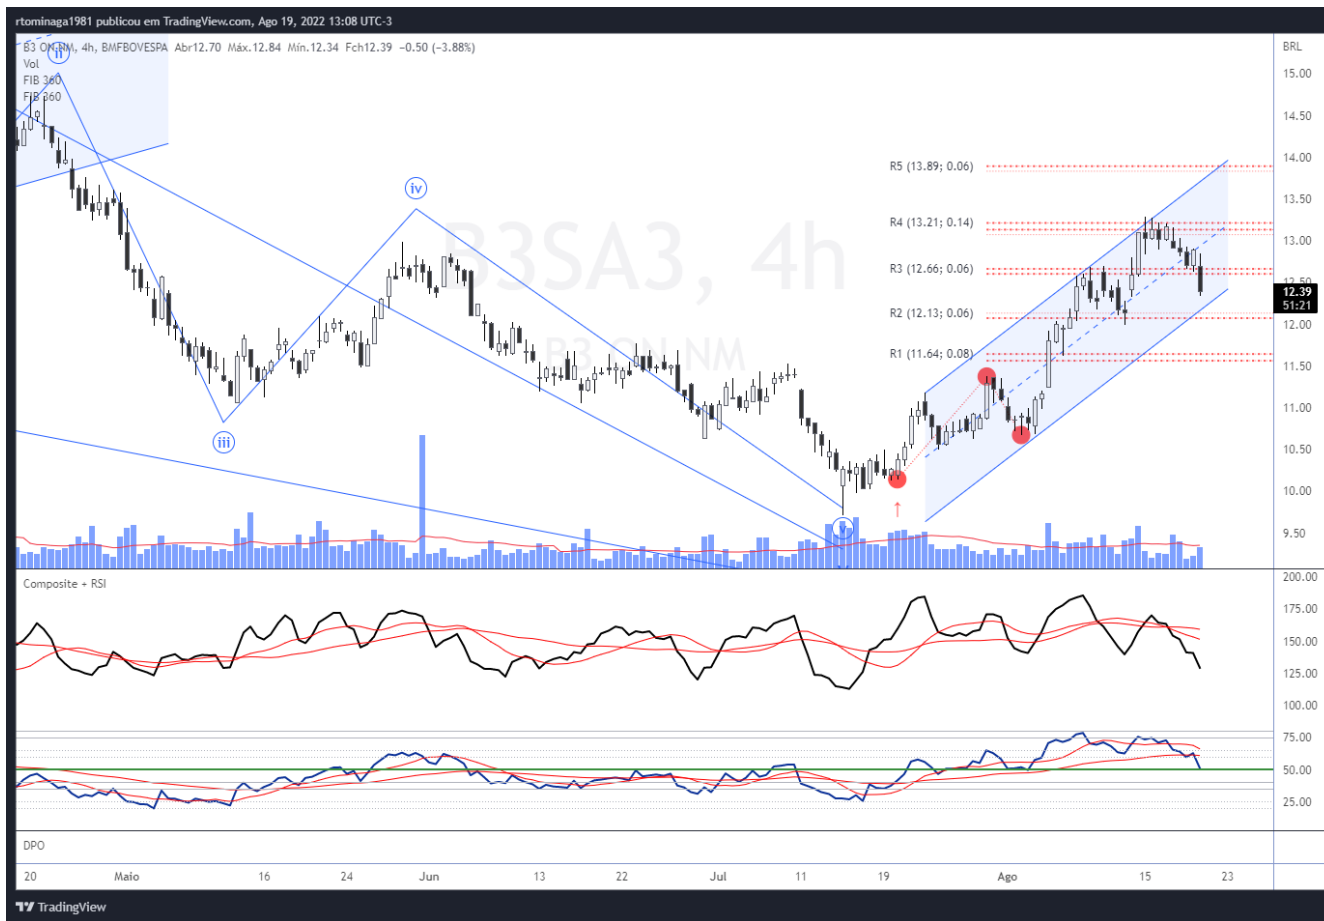 rtominaga1981 publicou em TradingView.com, Ago 19, 2022 13:08 UTC-3
B3 ON NM, 4h, BMFBOVESPA Abr12.70 Máx.12.84 Mín.12.34 Fch12.39 −0.50 (−3.88%)
BRL
Vol
FIB 360
FIB 360
ii
iv
iii
v
B3SA3, 4h
B3 ON NM
R5 (13.89; 0.06)
R4 (13.21; 0.14)
R3 (12.66; 0.06)
R2 (12.13; 0.06)
R1 (11.64; 0.08)
15.00
14.50
14.00
13.50
13.00
12.50
12.39
51:21
12.00
11.50
11.00
10.50
10.00
9.50
Composite + RSI
200.00
175.00
150.00
125.00
100.00
75.00
50.00
25.00
DPO
20 Maio 16 24 Jun 13 22 Jul 11 19 Ago 15 23
TradingView